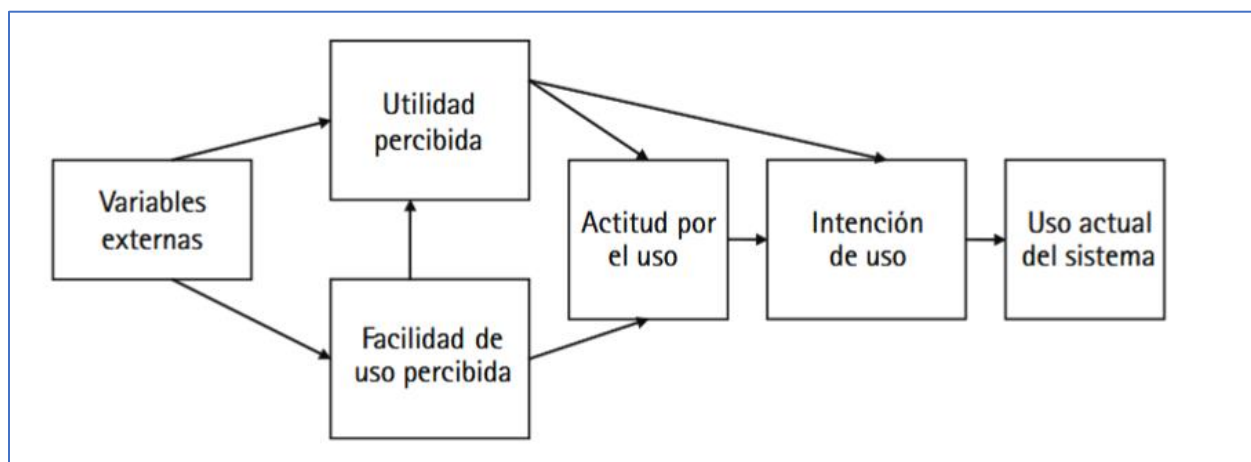 Utilidad
percibida
Variables
externas
Actitud por
el uso
Intención
de uso
Uso actual
del sistema
Facilidad de
uso percibida